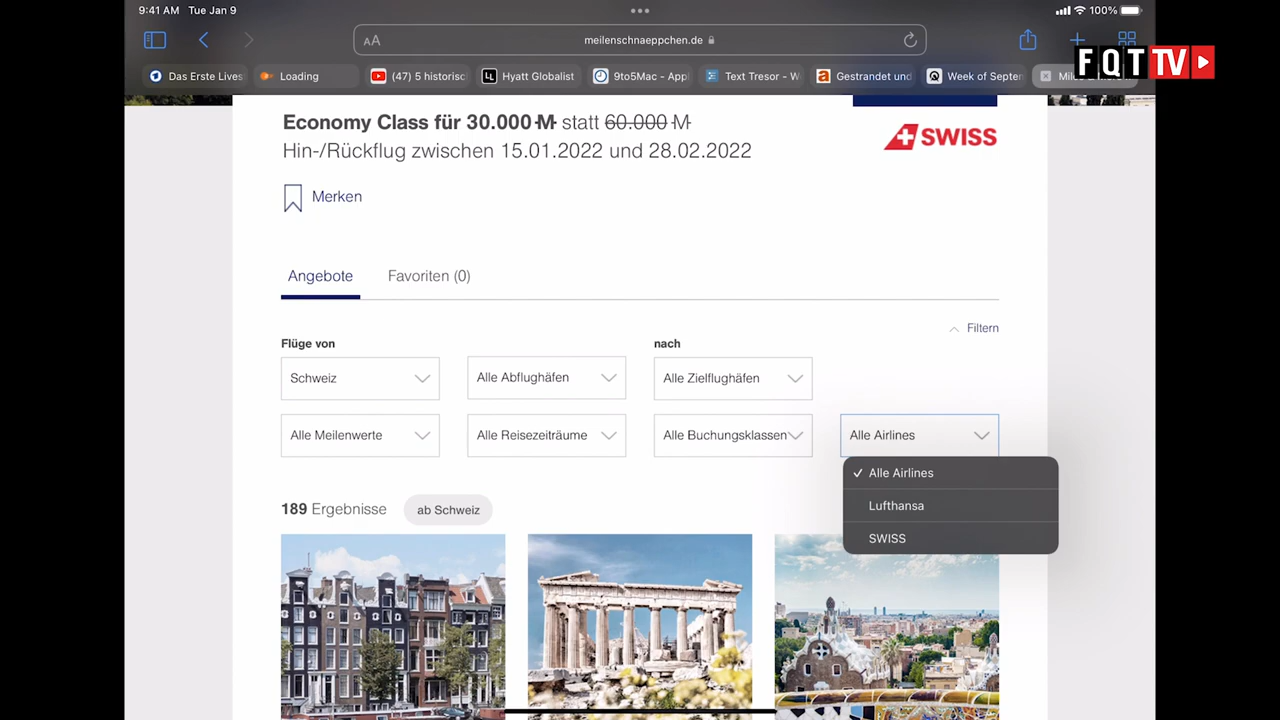 9:41 AM Tue Jan 9
100%
AA
meilenschnaeppchen.de
FQT TV
Das Erste Lives
Loading
(47) 5 historisc
Hyatt Globalist
9to5Mac - Appl
Text Tresor - W
Gestrandet und
Week of Septer
Economy Class für 30.000 M statt 60.000 M
Hin-/Rückflug zwischen 15.01.2022 und 28.02.2022
SWISS
Merken
Angebote
Favoriten (0)
Filtern
Flüge von
nach
Schweiz
Alle Abflughäfen
Alle Zielflughäfen
Alle Meilenwerte
Alle Reisezeiträume
Alle Buchungsklassen
Alle Airlines
✓ Alle Airlines
Lufthansa
SWISS
189 Ergebnisse
ab Schweiz